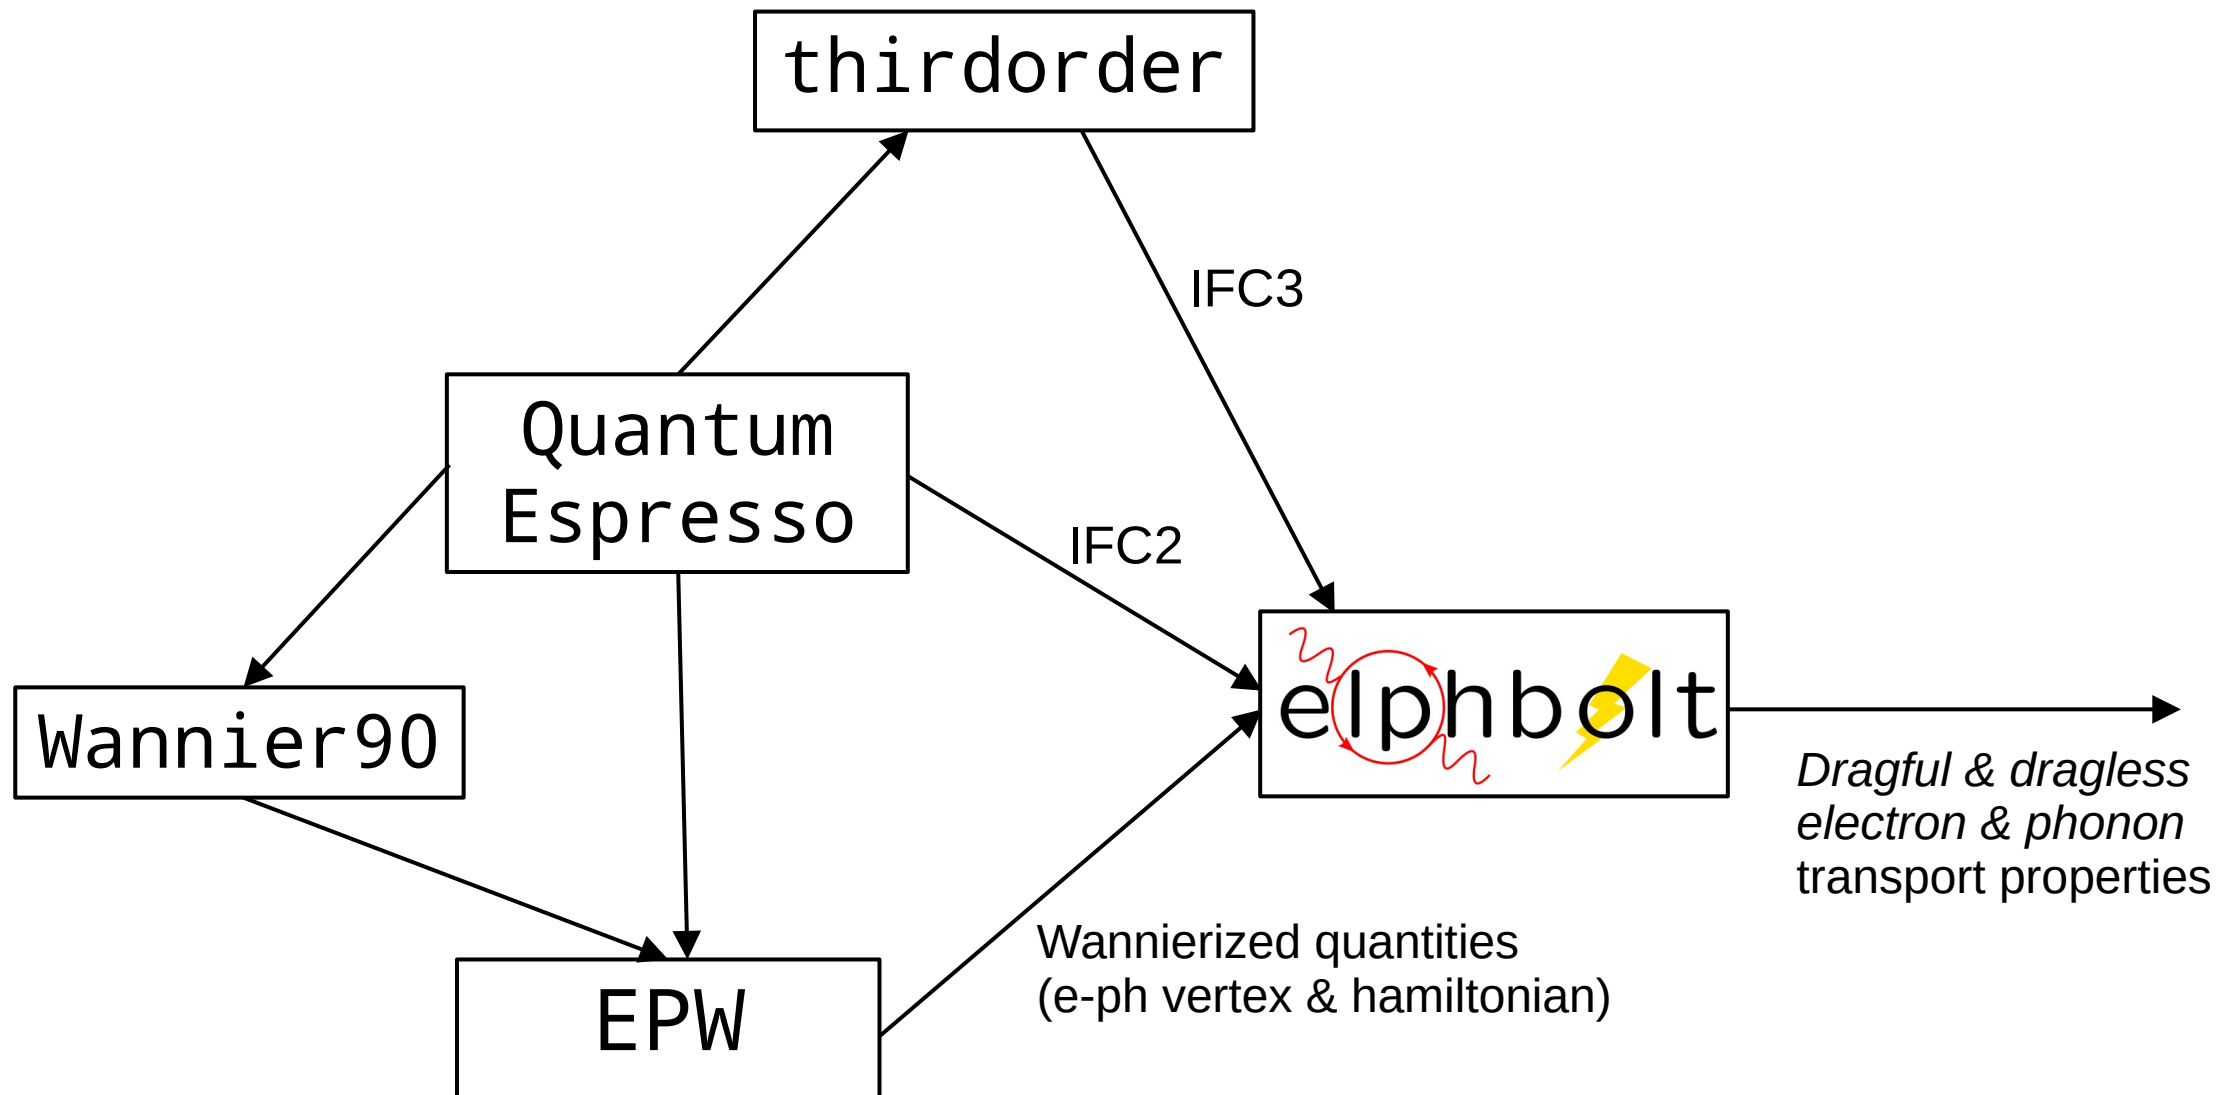 thirdorder
IFC3
Quantum
Espresso
IFC2
Wannier90
elphbolt
Dragful & dragless
electron & phonon
transport properties
Wannierized quantities
(e-ph vertex & hamiltonian)
EPW